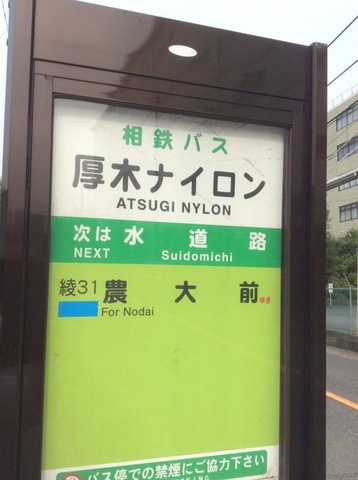 相鉄バス
厚木ナイロン
ATSUGI NYLON
次は 水道路
NEXT Suidomichi
綾31 農大前ゆき
For Nodai
バス停での禁煙にご協力下さい